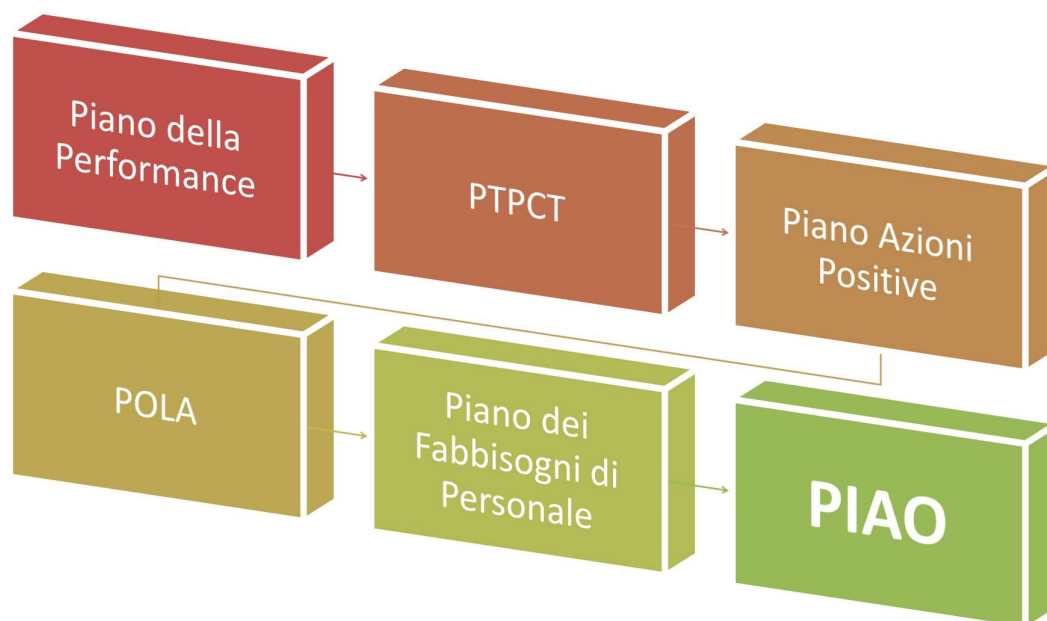 Piano della
Performance
PTPCT
Piano Azioni
Positive
POLA
Piano dei
Fabbisogni di
Personale
PIAO